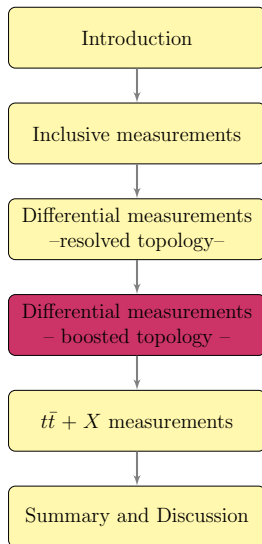 Introduction
Inclusive measurements
Differential measurements
–resolved topology–
Differential measurements
– boosted topology –
tt̄ + X measurements
Summary and Discussion